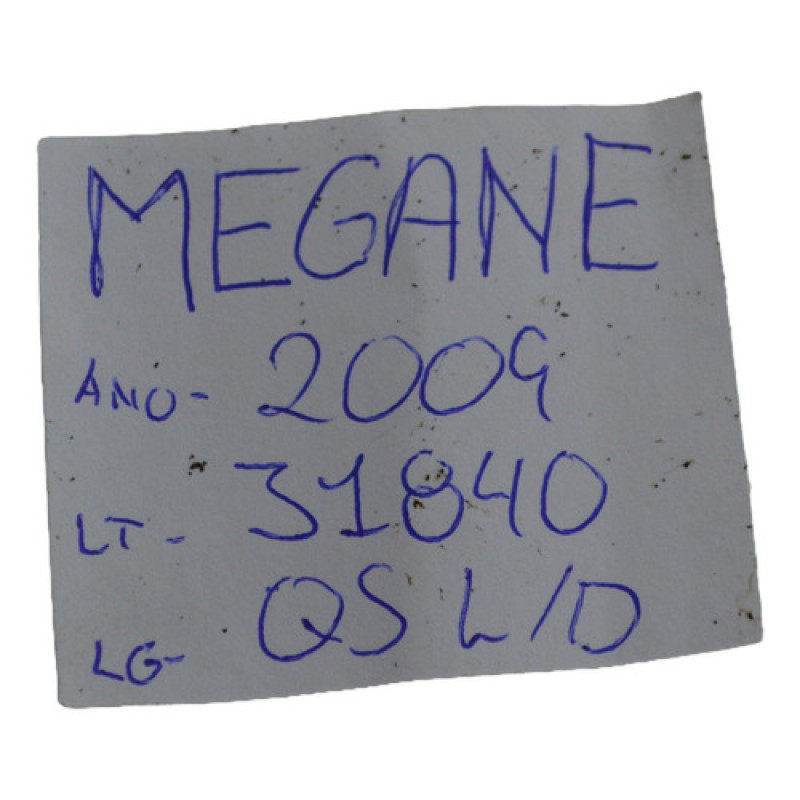 MEGANE
ANO- 2009
LT- 31840
LG- QS L/D